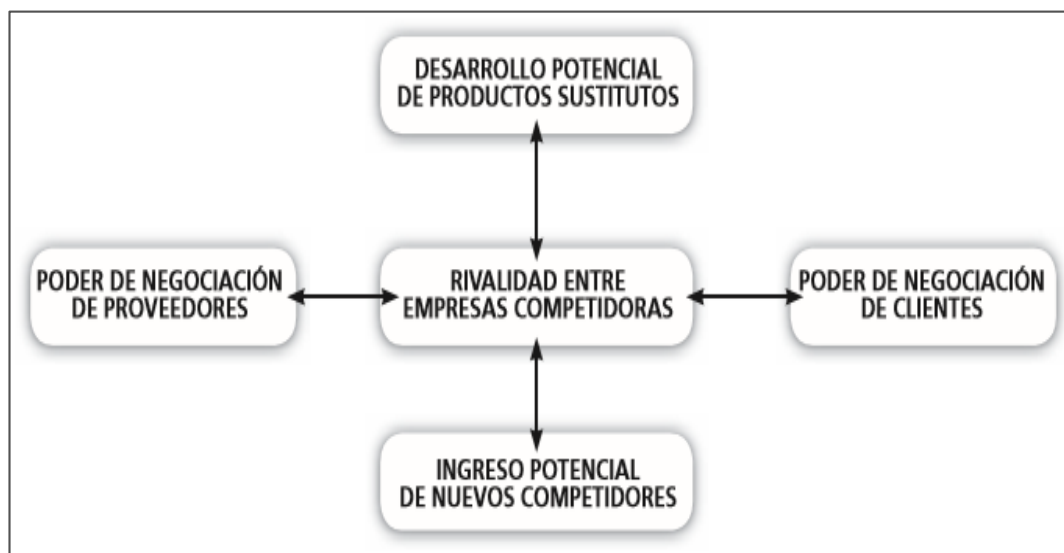 DESARROLLO POTENCIAL
DE PRODUCTOS SUSTITUTOS
PODER DE NEGOCIACIÓN
DE PROVEEDORES
RIVALIDAD ENTRE
EMPRESAS COMPETIDORAS
PODER DE NEGOCIACIÓN
DE CLIENTES
INGRESO POTENCIAL
DE NUEVOS COMPETIDORES